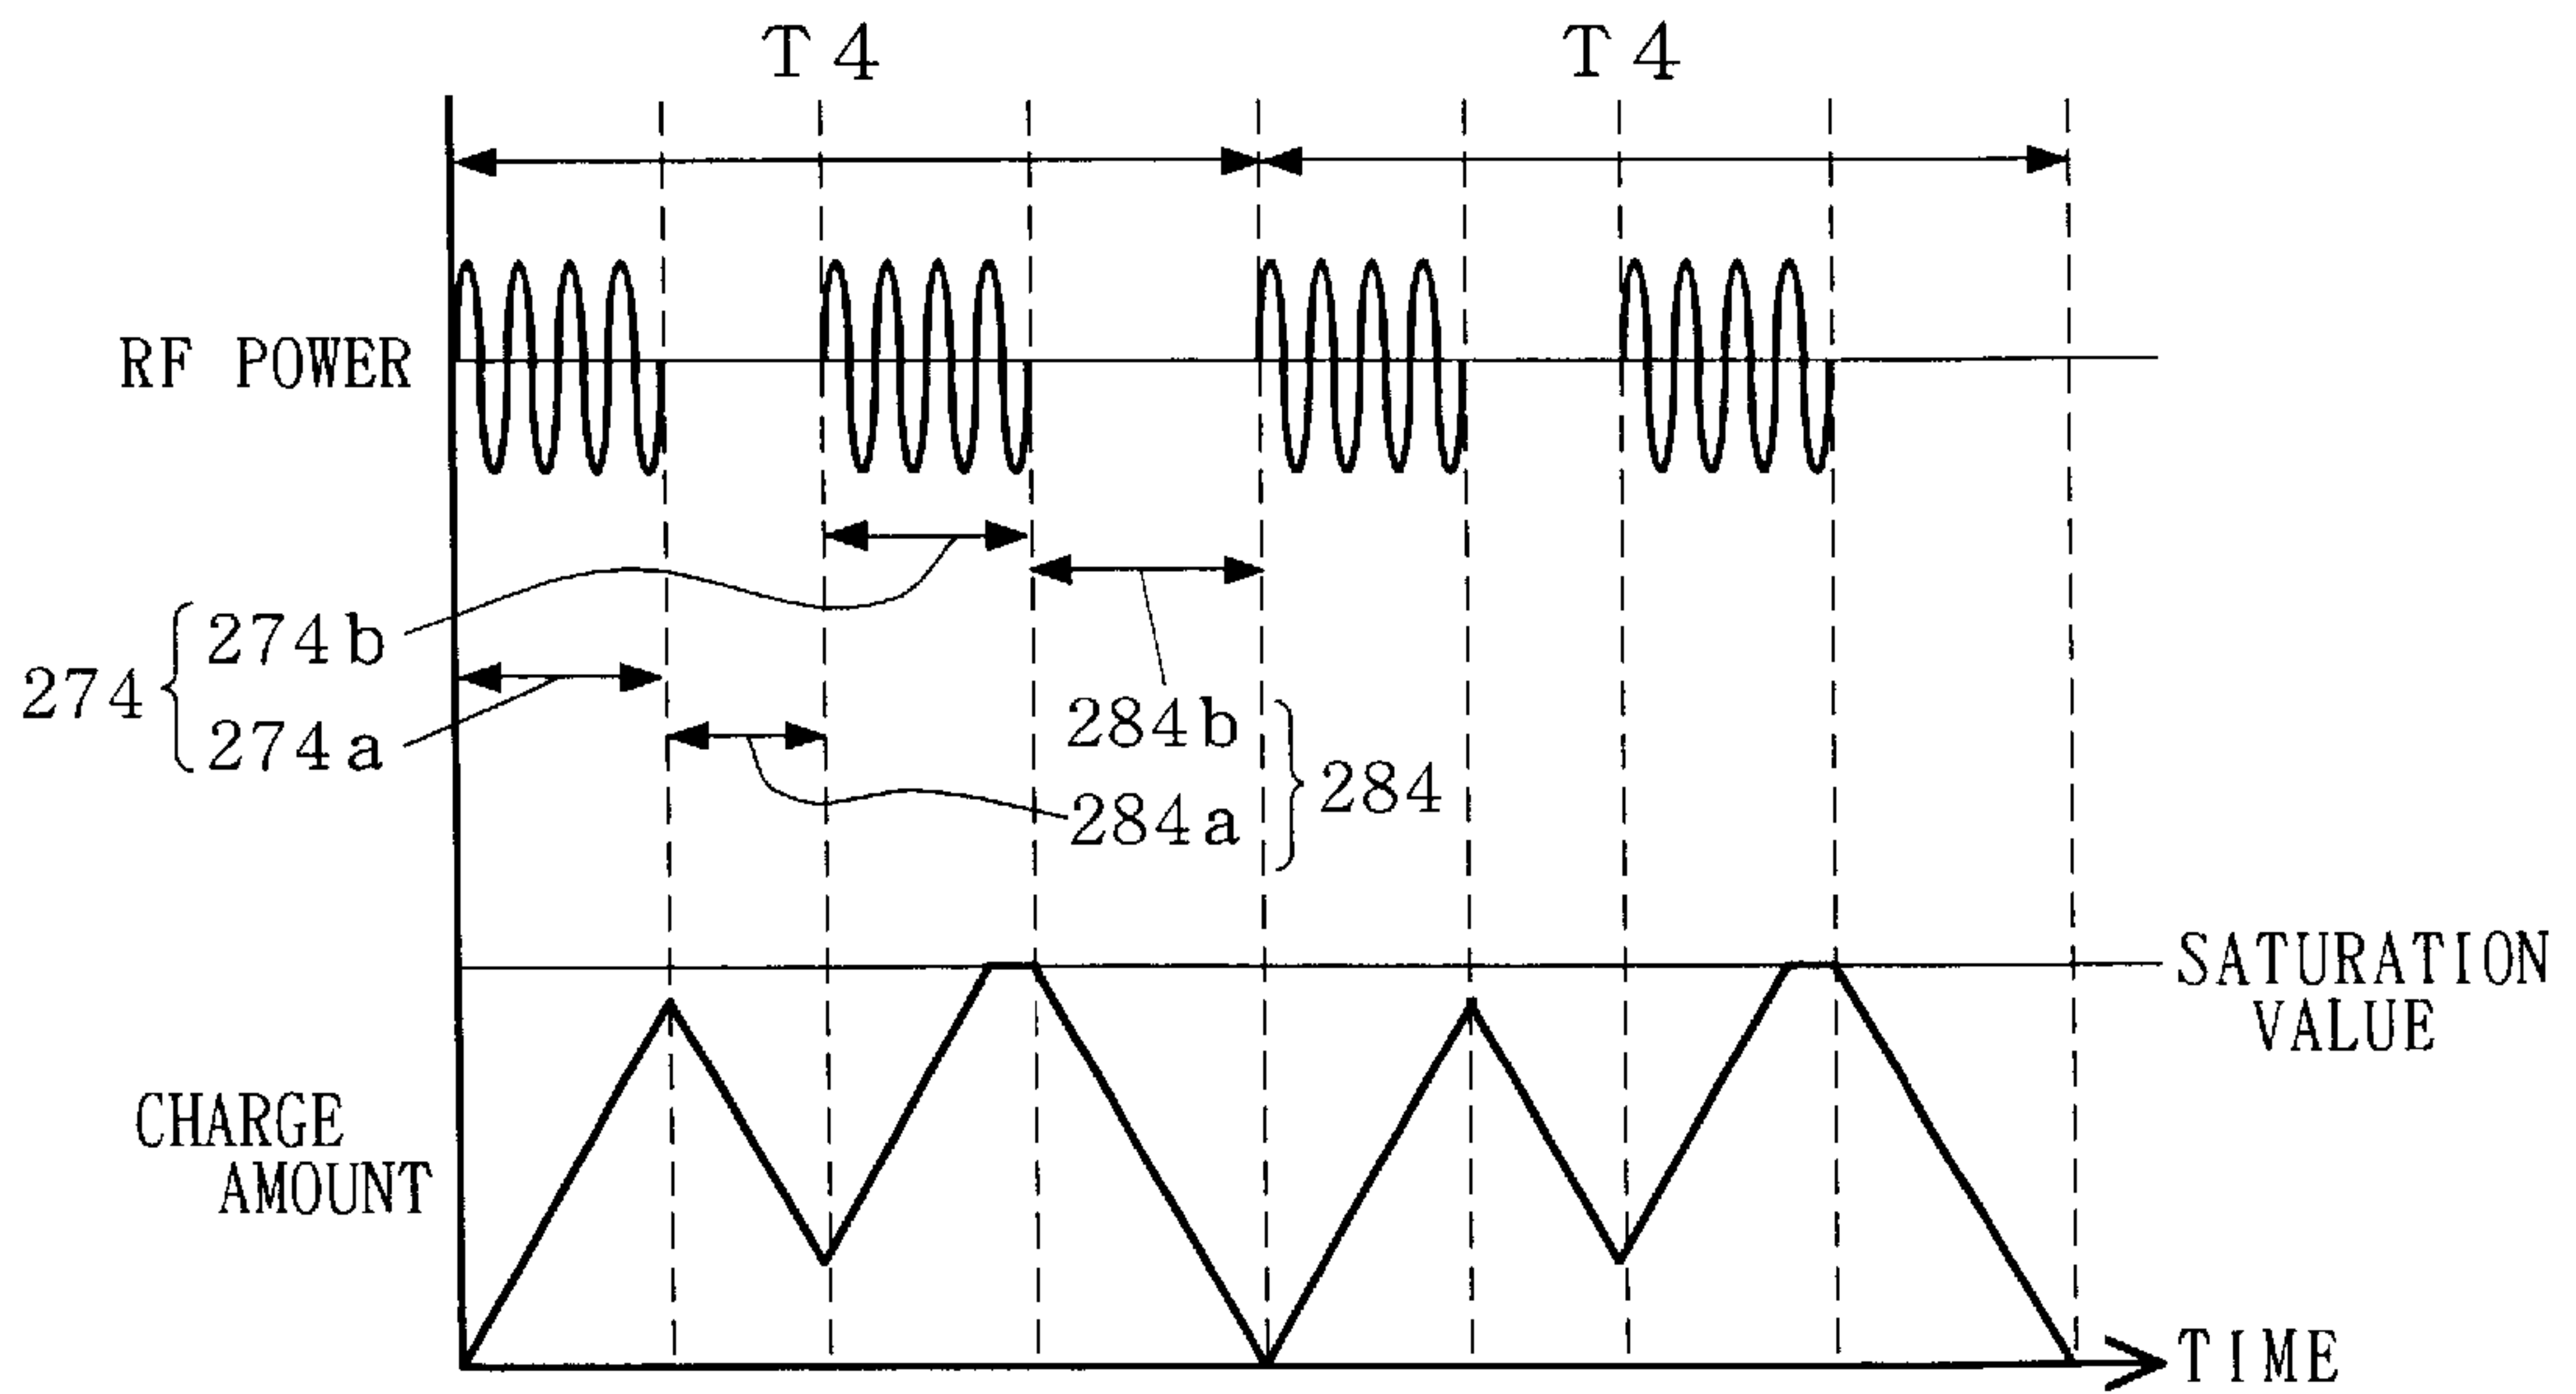 T4 T4
RF POWER
274b
274
274a
284b
284
284a
SATURATION
VALUE
CHARGE
AMOUNT
TIME